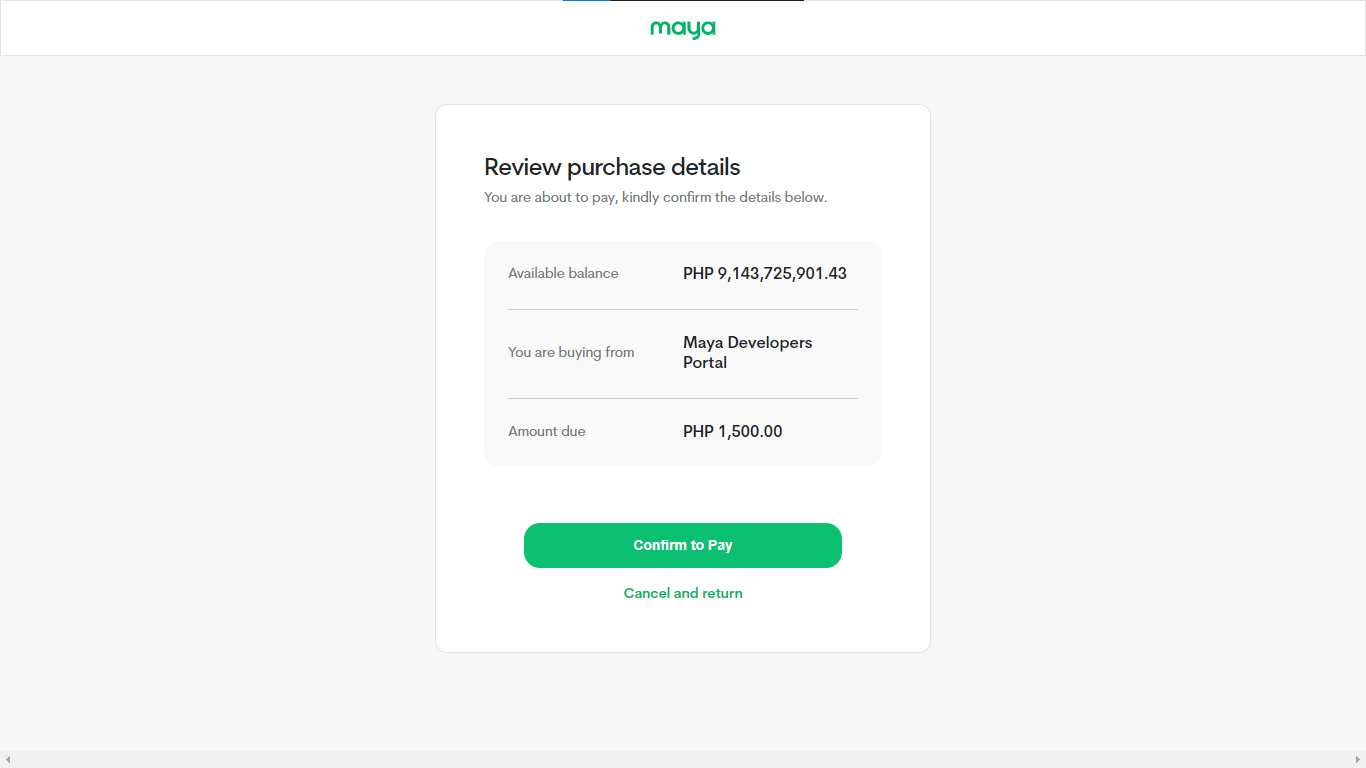 maya
Review purchase details
You are about to pay, kindly confirm the details below.
Available balance
PHP 9,143,725,901.43
You are buying from
Maya Developers
Portal
Amount due
PHP 1,500.00
Confirm to Pay
Cancel and return